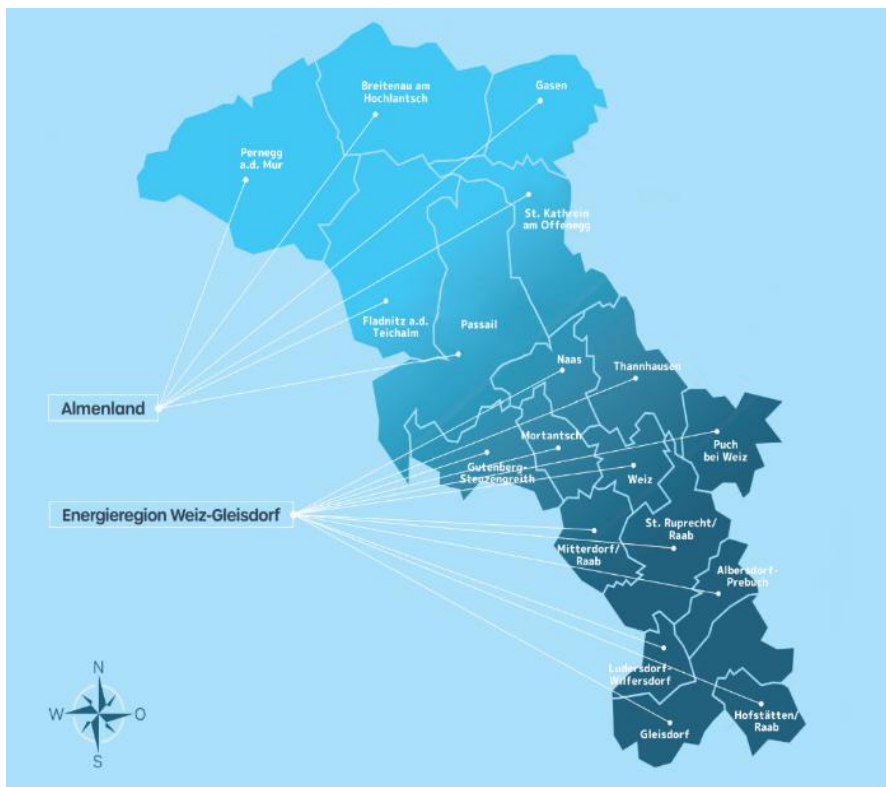 Breitenau am
Hochlantsch
Gasen
Pernegg
a.d. Mur
St. Kathrein
am Offenegg
Fladnitz a.d.
Teichalm
Passail
Naas
Thannhausen
Almenland
Mortantsch
Puch
bei Weiz
Gutenberg-
Stenzengreith
Weiz
Energieregion Weiz-Gleisdorf
St. Ruprecht/
Raab
Mitterdorf/
Raab
Albersdorf-
Prebuch
Ludersdorf-
Wilfersdorf
Hofstätten/
Raab
Gleisdorf
N
W
O
S